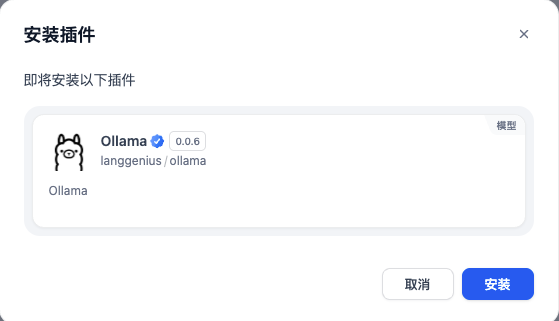 安装插件
即将安装以下插件
模型
Ollama 0.0.6
langgenius / ollama
Ollama
取消
安装